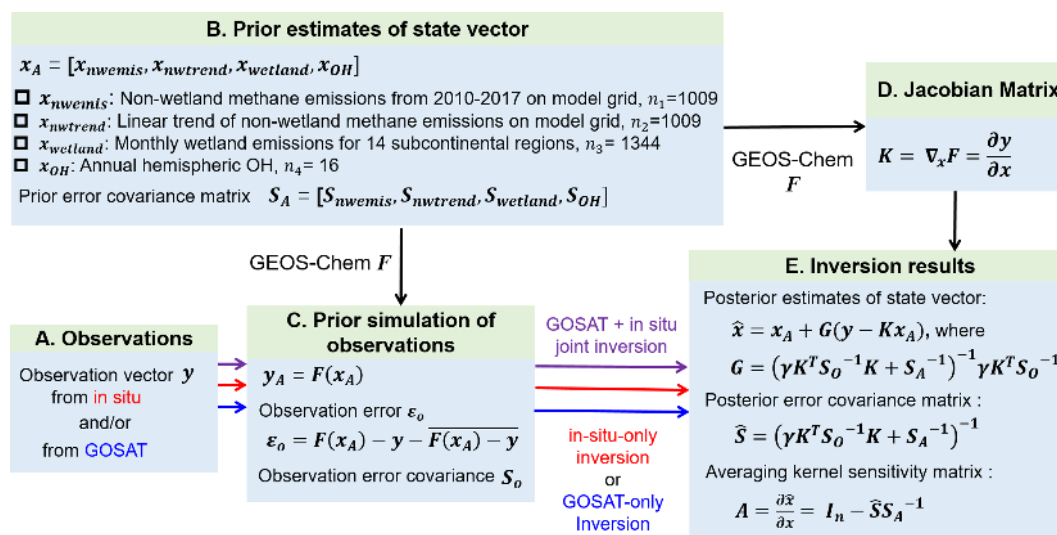 B. Prior estimates of state vector
x_A = [x_nwemis, x_nwtrend, x_wetland, x_OH]
x_nwemis: Non-wetland methane emissions from 2010-2017 on model grid, n₁=1009
x_nwtrend: Linear trend of non-wetland methane emissions on model grid, n₂=1009
x_wetland: Monthly wetland emissions for 14 subcontinental regions, n₃= 1344
x_OH: Annual hemispheric OH, n₄= 16
Prior error covariance matrix S_A = [S_nwemis, S_nwtrend, S_wetland, S_OH]
GEOS-Chem
F
D. Jacobian Matrix
K = ∇ₓF = ∂y/∂x
GEOS-Chem F
A. Observations
Observation vector y
from in situ
and/or
from GOSAT
C. Prior simulation of
observations
y_A = F(x_A)
Observation error ε_o
ε_o = F(x_A) − y − \overline{F(x_A) − y}
Observation error covariance S_o
GOSAT + in situ
joint inversion
in-situ-only
inversion
or
GOSAT-only
Inversion
E. Inversion results
Posterior estimates of state vector:
x̂ = x_A + G(y − Kx_A), where
G = (γK^T S_O^{−1}K + S_A^{−1})^{−1}γK^T S_O^{−1}
Posterior error covariance matrix :
Ŝ = (γK^T S_O^{−1}K + S_A^{−1})^{−1}
Averaging kernel sensitivity matrix :
A = ∂x̂/∂x = I_n − ŜS_A^{−1}